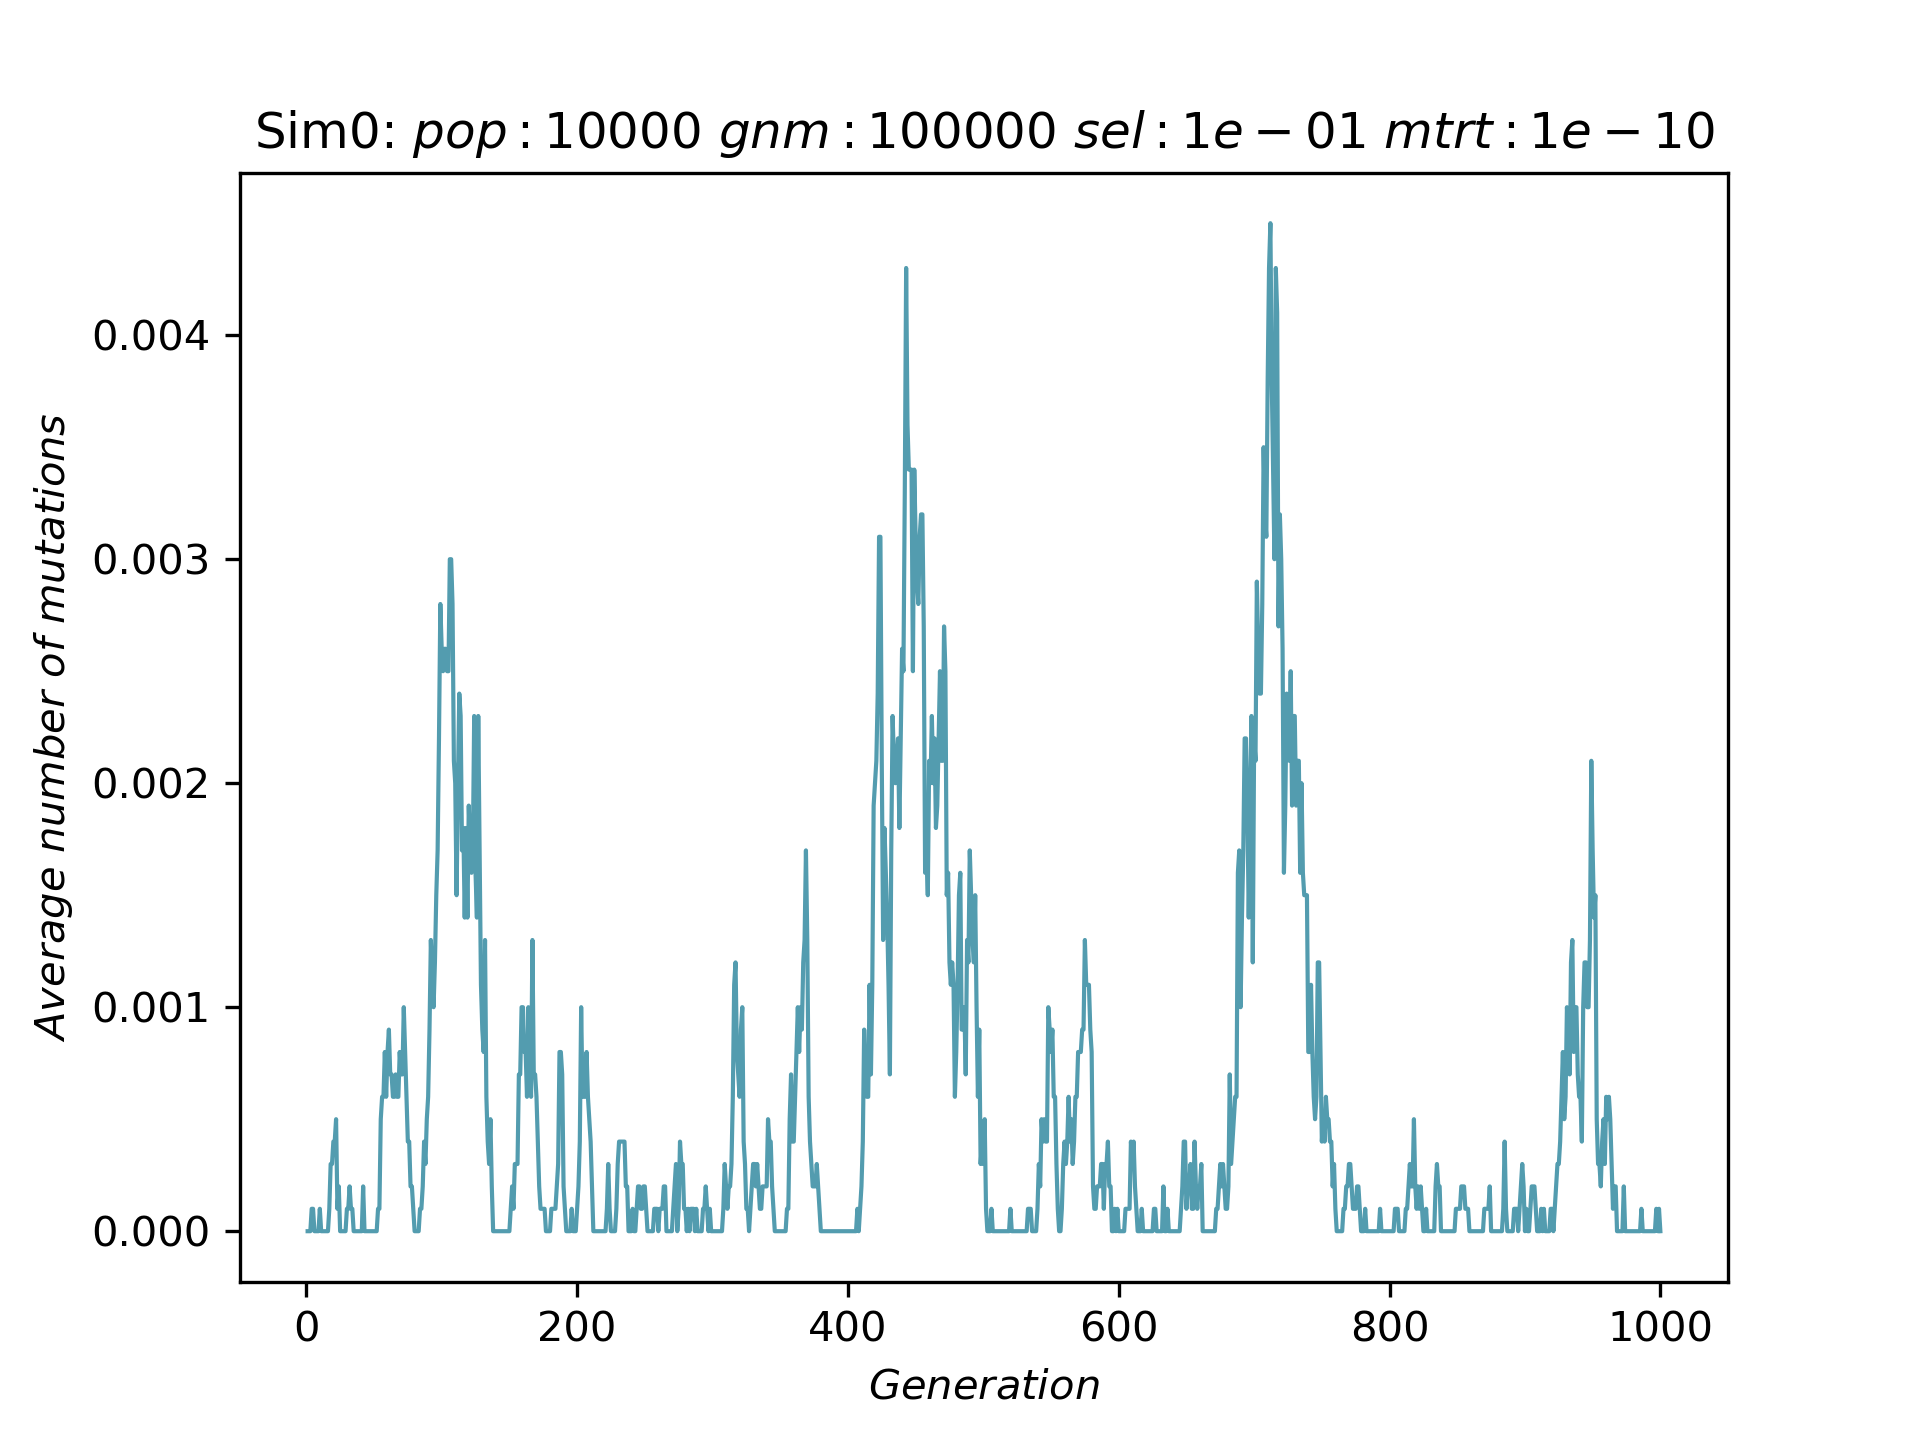 Sim0: pop : 10000 gnm : 100000 sel : 1e − 01 mtrt : 1e − 10
Average number of mutations
0.004
0.003
0.002
0.001
0.000
0 200 400 600 800 1000
Generation